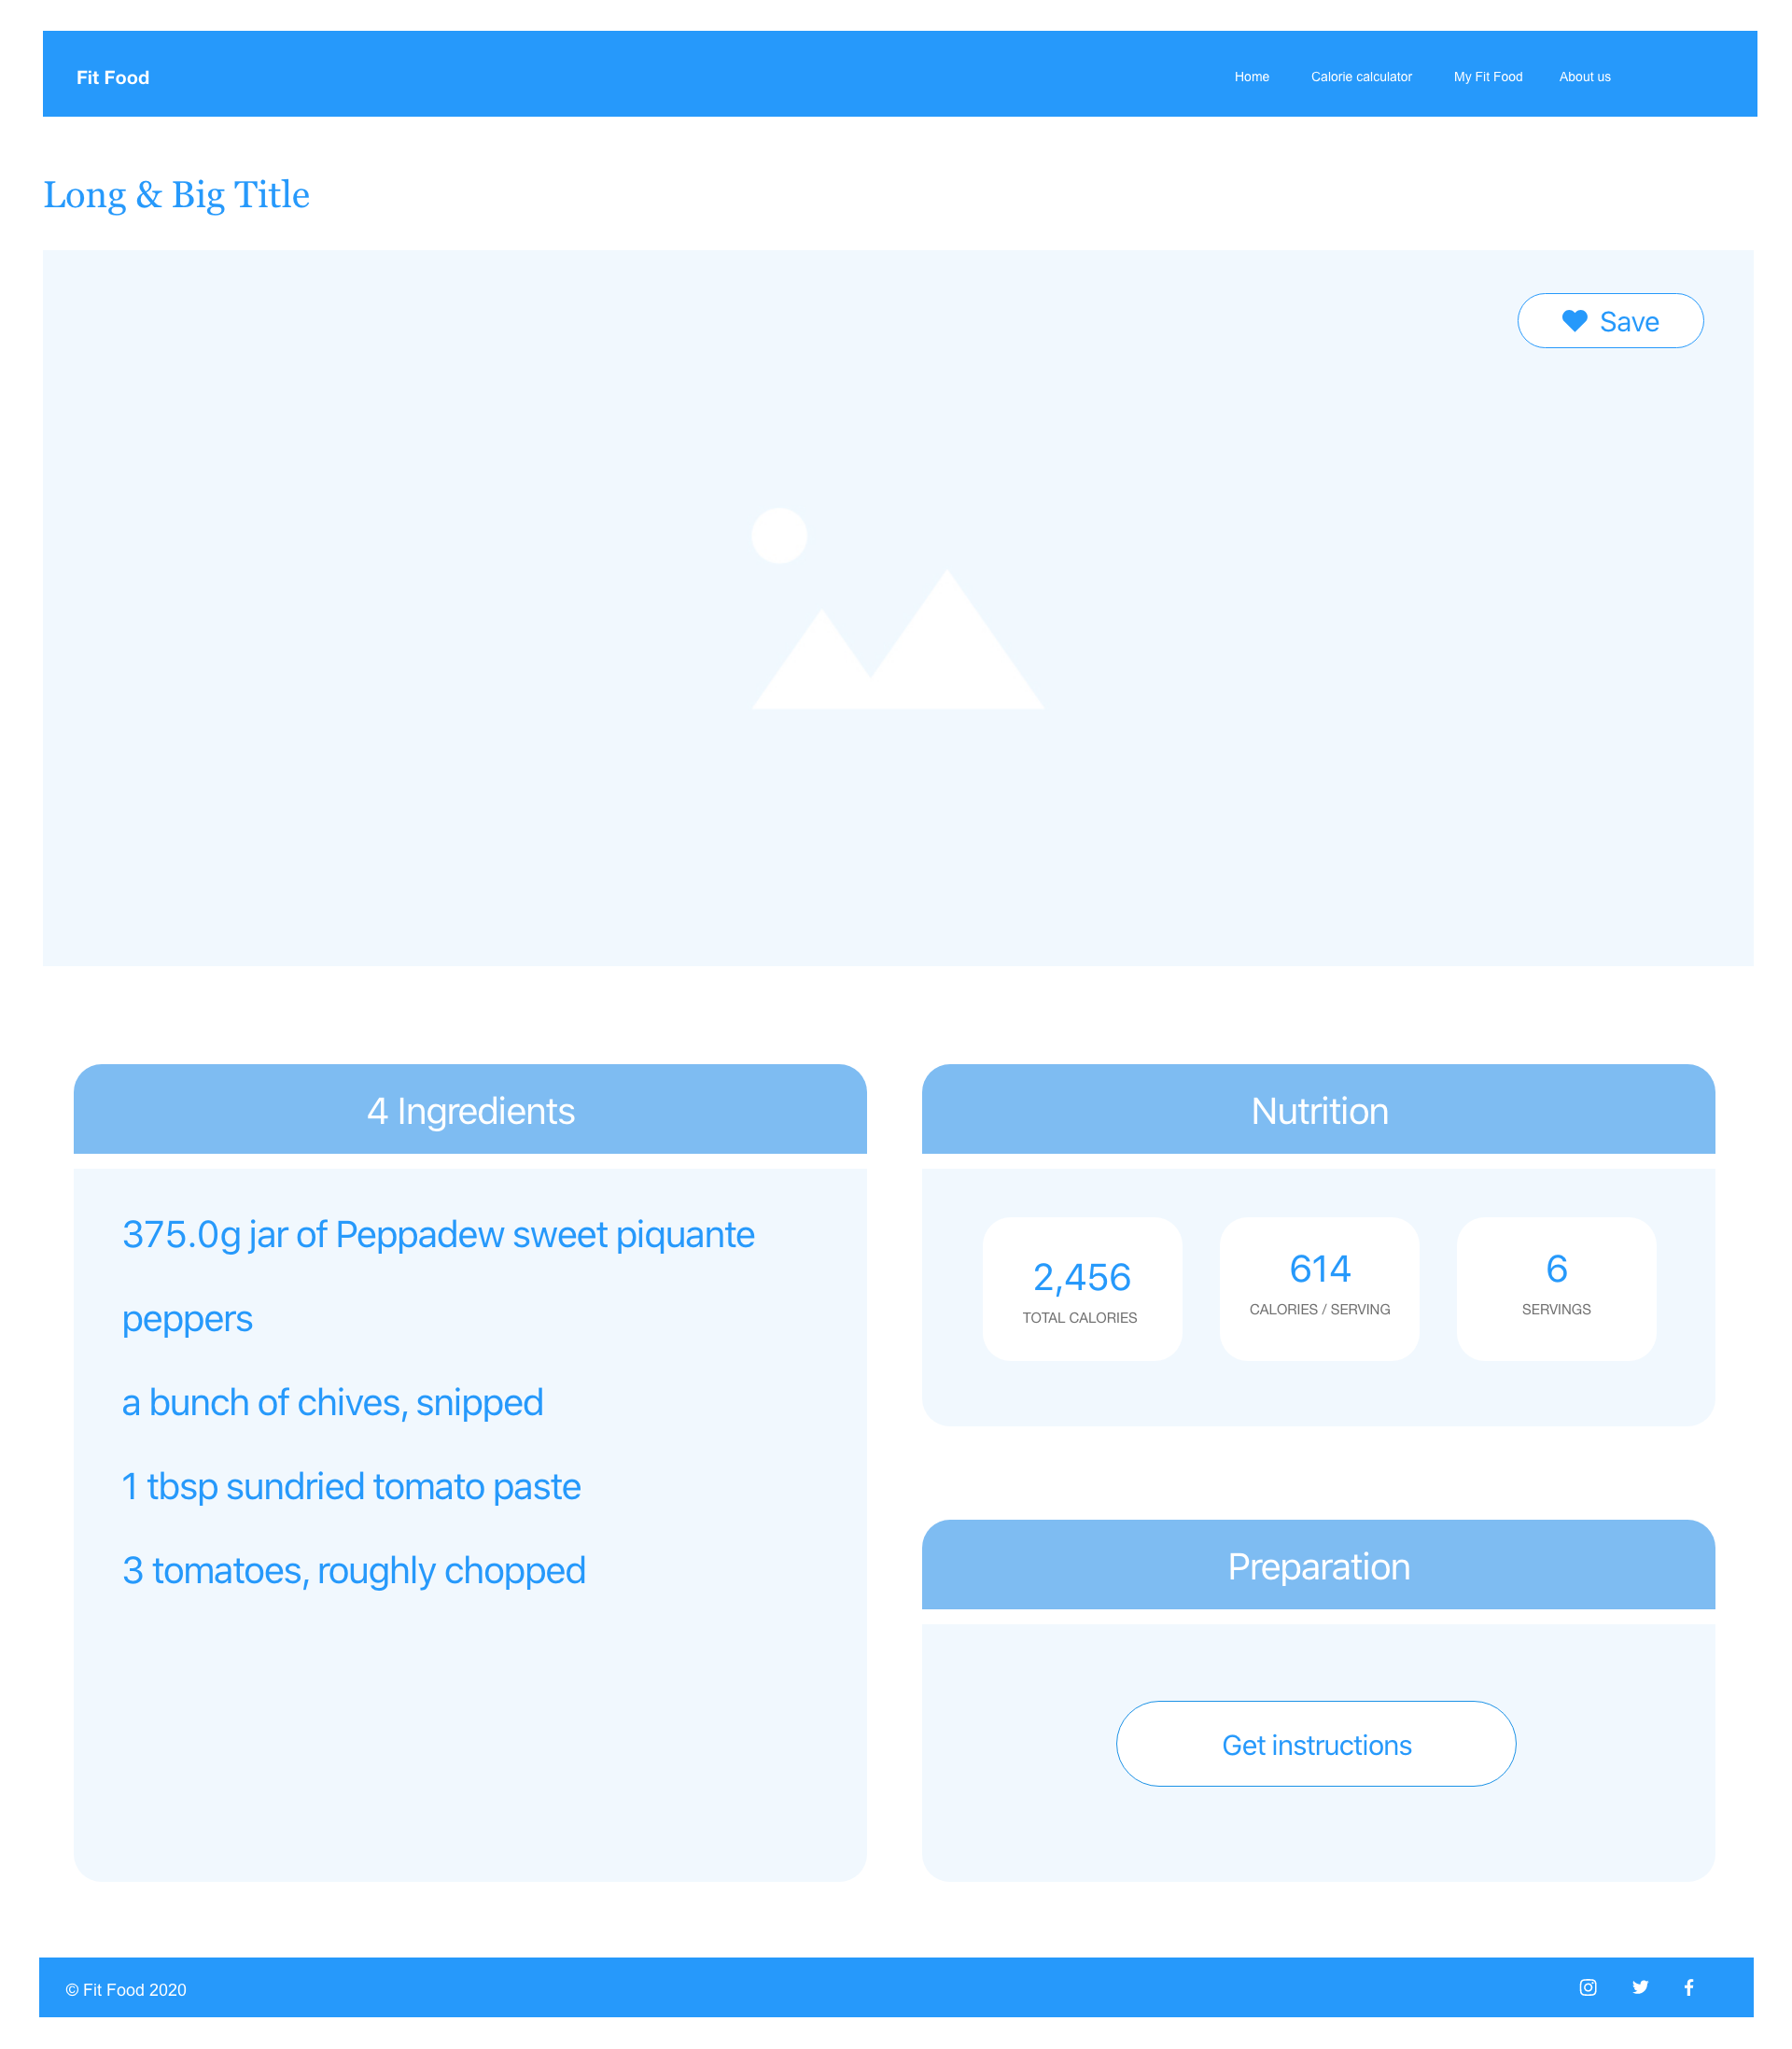 Fit Food
Home Calorie calculator My Fit Food About us
Long & Big Title
Save
4 Ingredients
375.0g jar of Peppadew sweet piquante
peppers
a bunch of chives, snipped
1 tbsp sundried tomato paste
3 tomatoes, roughly chopped
Nutrition
2,456
TOTAL CALORIES
614
CALORIES / SERVING
6
SERVINGS
Preparation
Get instructions
© Fit Food 2020